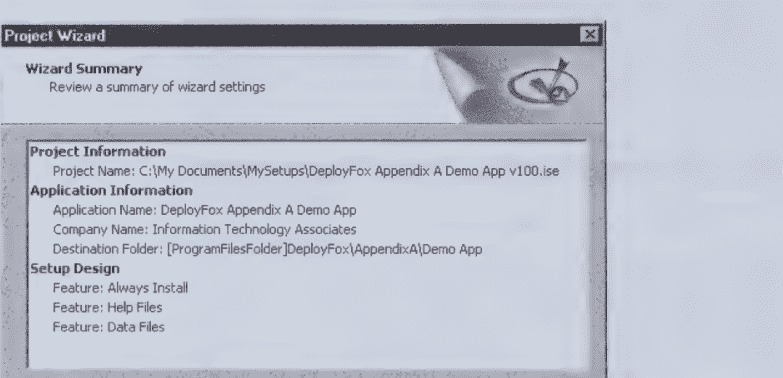 Project Wizard
Wizard Summary
Review a summary of wizard settings
Project Information
Project Name: C:\My Documents\MySetups\DeployFox Appendix A Demo App v100.ise
Application Information
Application Name: DeployFox Appendix A Demo App
Company Name: Information Technology Associates
Destination Folder: [ProgramFilesFolder]DeployFox\AppendixA\Demo App
Setup Design
Feature: Always Install
Feature: Help Files
Feature: Data Files